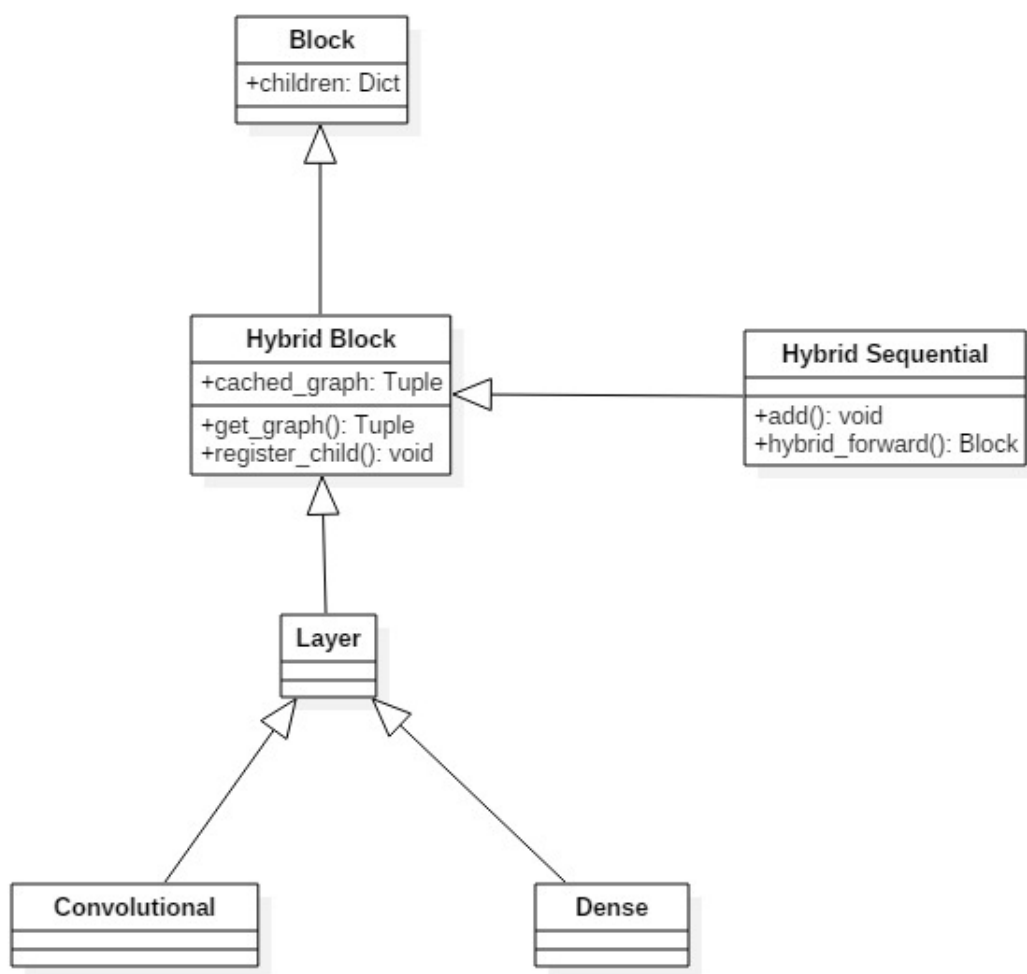 Block
+children: Dict
Hybrid Block
+cached_graph: Tuple
+get_graph(): Tuple
+register_child(): void
Hybrid Sequential
+add(): void
+hybrid_forward(): Block
Layer
Convolutional
Dense